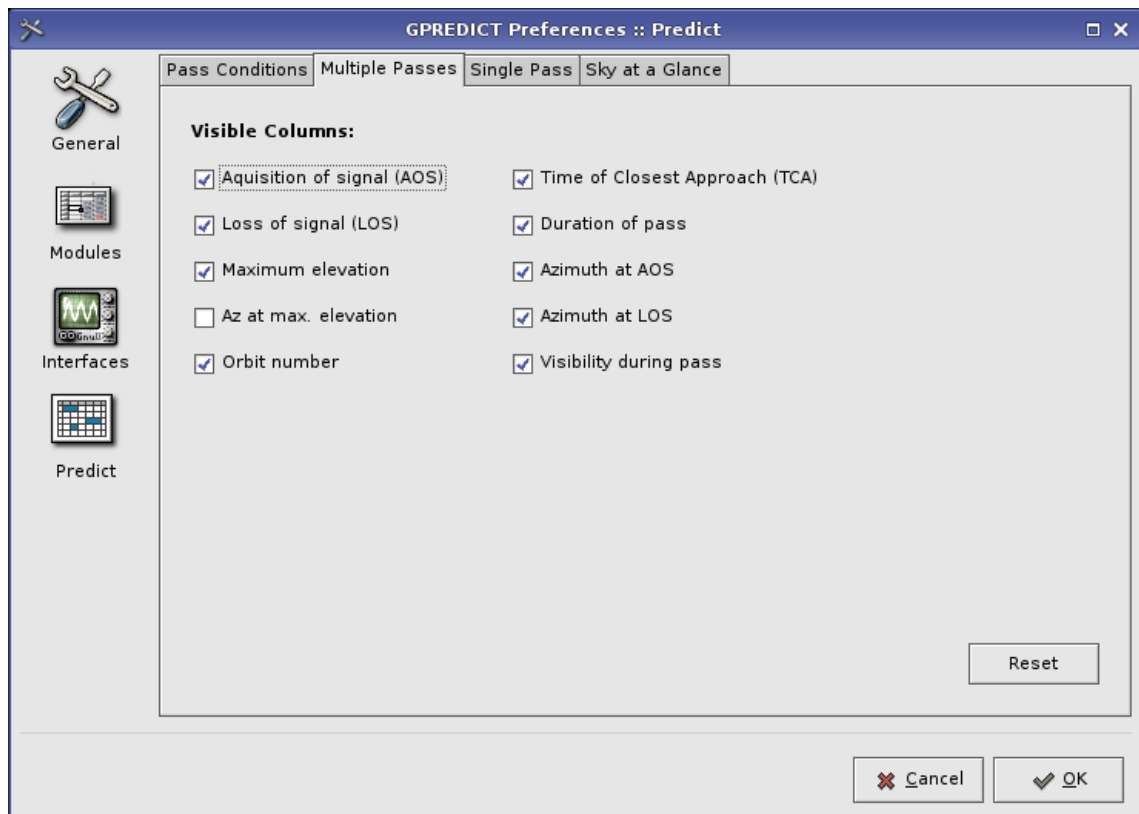 GPREDICT Preferences :: Predict
General
Modules
Interfaces
Predict
Pass Conditions
Multiple Passes
Single Pass
Sky at a Glance
Visible Columns:
Aquisition of signal (AOS)
Time of Closest Approach (TCA)
Loss of signal (LOS)
Duration of pass
Maximum elevation
Azimuth at AOS
Az at max. elevation
Azimuth at LOS
Orbit number
Visibility during pass
Reset
Cancel
OK